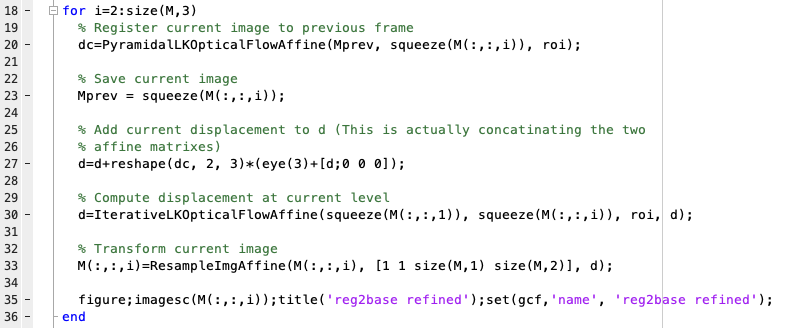 18 - for i=2:size(M,3)
19 % Register current image to previous frame
20 - dc=PyramidalLKOpticalFlowAffine(Mprev, squeeze(M(:,:,i)), roi);
21
22 % Save current image
23 - Mprev = squeeze(M(:,:,i));
24
25 % Add current displacement to d (This is actually concatinating the two
26 % affine matrixes)
27 - d=d+reshape(dc, 2, 3)*(eye(3)+[d;0 0 0]);
28
29 % Compute displacement at current level
30 - d=IterativeLKOpticalFlowAffine(squeeze(M(:,:,1)), squeeze(M(:,:,i)), roi, d);
31
32 % Transform current image
33 - M(:,:,i)=ResampleImgAffine(M(:,:,i), [1 1 size(M,1) size(M,2)], d);
34
35 - figure;imagesc(M(:,:,i));title('reg2base refined');set(gcf,'name', 'reg2base refined');
36 - end